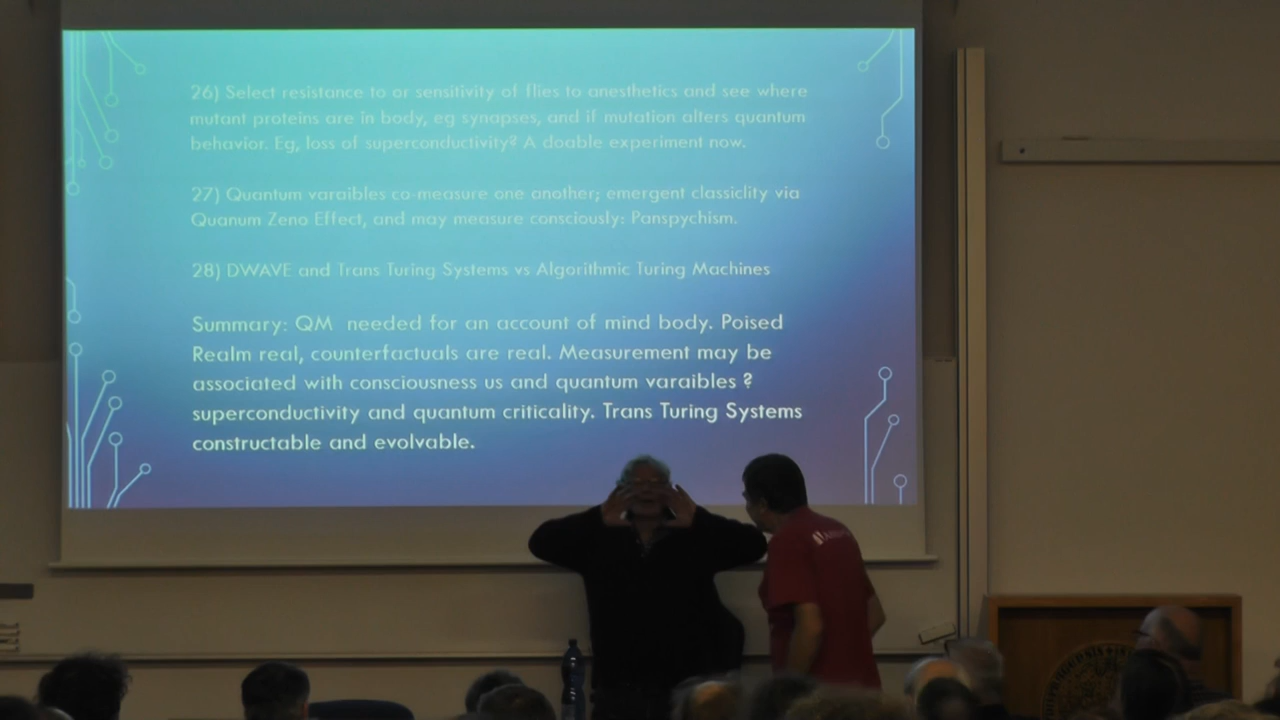 26) Select resistance to or sensitivity of flies to anesthetics and see where
mutant proteins are in body, eg synapses, and if mutation alters quantum
behavior. Eg, loss of superconductivity? A doable experiment now.
27) Quantum varaibles co-measure one another; emergent classiclity via
Quanum Zeno Effect, and may measure consciously: Panspychism.
28) DWAVE and Trans Turing Systems vs Algorithmic Turing Machines
Summary: QM needed for an account of mind body. Poised
Realm real, counterfactuals are real. Measurement may be
associated with consciousness us and quantum varaibles ?
superconductivity and quantum criticality. Trans Turing Systems
constructable and evolvable.